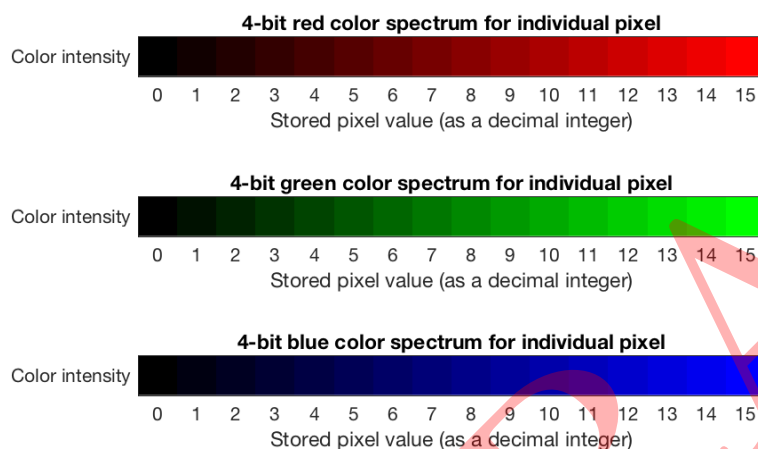 4-bit red color spectrum for individual pixel
Color intensity
0 1 2 3 4 5 6 7 8 9 10 11 12 13 14 15
Stored pixel value (as a decimal integer)
4-bit green color spectrum for individual pixel
Color intensity
0 1 2 3 4 5 6 7 8 9 10 11 12 13 14 15
Stored pixel value (as a decimal integer)
4-bit blue color spectrum for individual pixel
Color intensity
0 1 2 3 4 5 6 7 8 9 10 11 12 13 14 15
Stored pixel value (as a decimal integer)